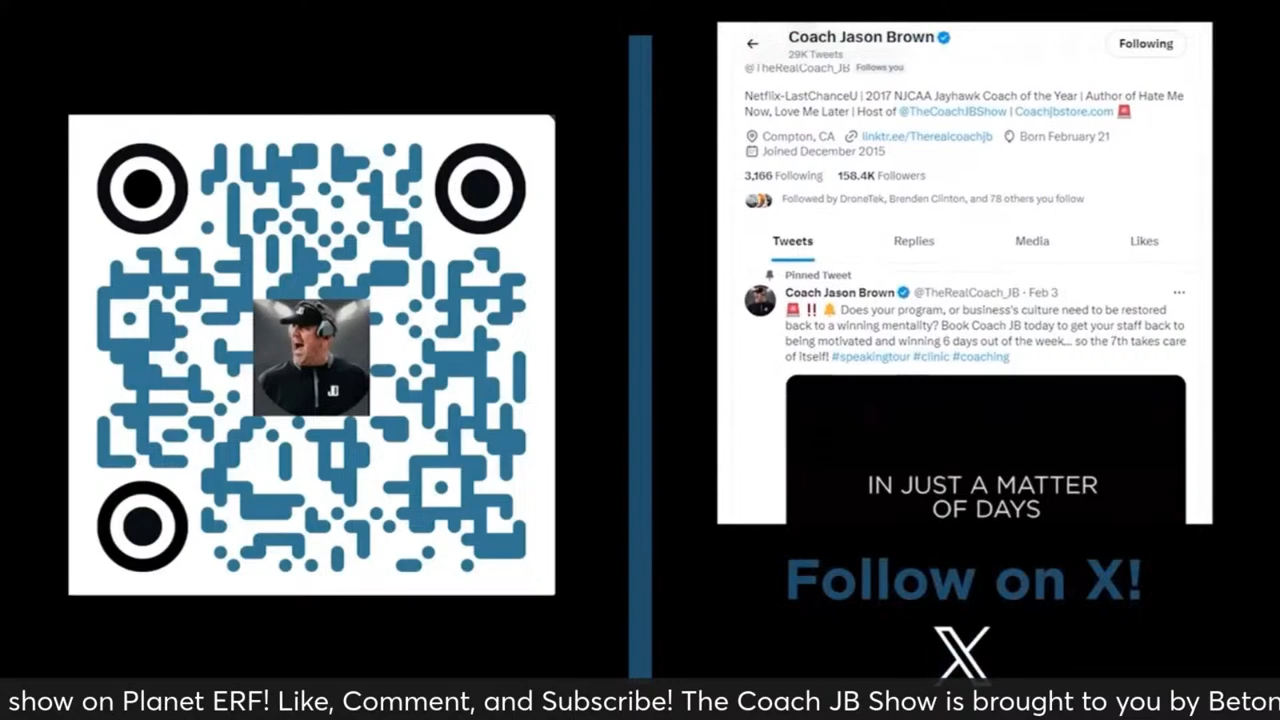 Coach Jason Brown
29K Tweets
Following
@TheRealCoach_JB Follows you
Netflix-LastChanceU | 2017 NJCAA Jayhawk Coach of the Year | Author of Hate Me
Now, Love Me Later | Host of @TheCoachJBShow | Coachjbstore.com
Compton, CA linktr.ee/Therealcoachjb Born February 21
Joined December 2015
3,166 Following 158.4K Followers
Followed by DroneTek, Brenden Clinton, and 78 others you follow
Tweets Replies Media Likes
Pinned Tweet
Coach Jason Brown @TheRealCoach_JB · Feb 3
‼ Does your program, or business's culture need to be restored
back to a winning mentality? Book Coach JB today to get your staff back to
being motivated and winning 6 days out of the week... so the 7th takes care
of itself! #speakingtour #clinic #coaching
IN JUST A MATTER
OF DAYS
Follow on X!
X
show on Planet ERF! Like, Comment, and Subscribe! The Coach JB Show is brought to you by Beton